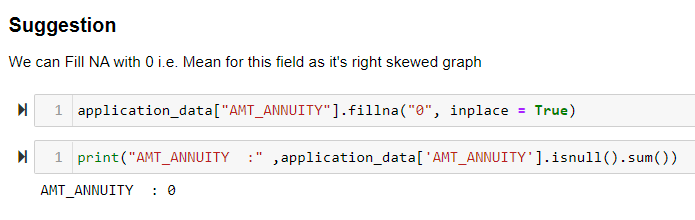 Suggestion
We can Fill NA with 0 i.e. Mean for this field as it's right skewed graph
1 application_data["AMT_ANNUITY"].fillna("0", inplace = True)
1 print("AMT_ANNUITY  :" ,application_data['AMT_ANNUITY'].isnull().sum())
AMT_ANNUITY  : 0